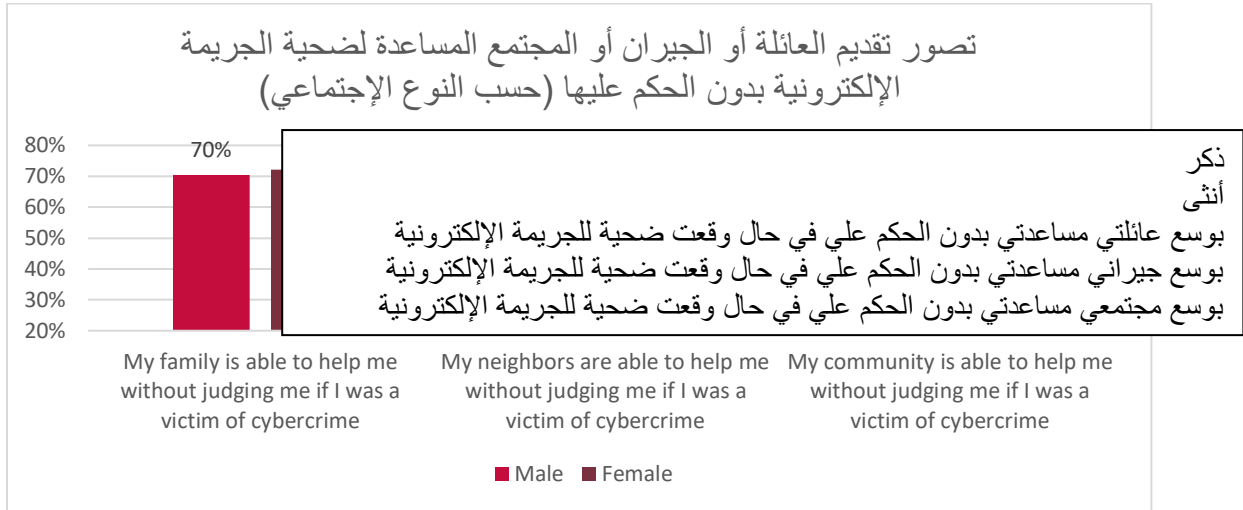 تصور تقديم العائلة أو الجيران أو المجتمع المساعدة لضحية الجريمة
الإلكترونية بدون الحكم عليها (حسب النوع الإجتماعي)
80%
70%
60%
50%
40%
30%
20%
70%
ذكر
أنثى
بوسع عائلتي مساعدتي بدون الحكم علي في حال وقعت ضحية للجريمة الإلكترونية
بوسع جيراني مساعدتي بدون الحكم علي في حال وقعت ضحية للجريمة الإلكترونية
بوسع مجتمعي مساعدتي بدون الحكم علي في حال وقعت ضحية للجريمة الإلكترونية
My family is able to help me
without judging me if I was a
victim of cybercrime
My neighbors are able to help me
without judging me if I was a
victim of cybercrime
My community is able to help me
without judging me if I was a
victim of cybercrime
Male
Female